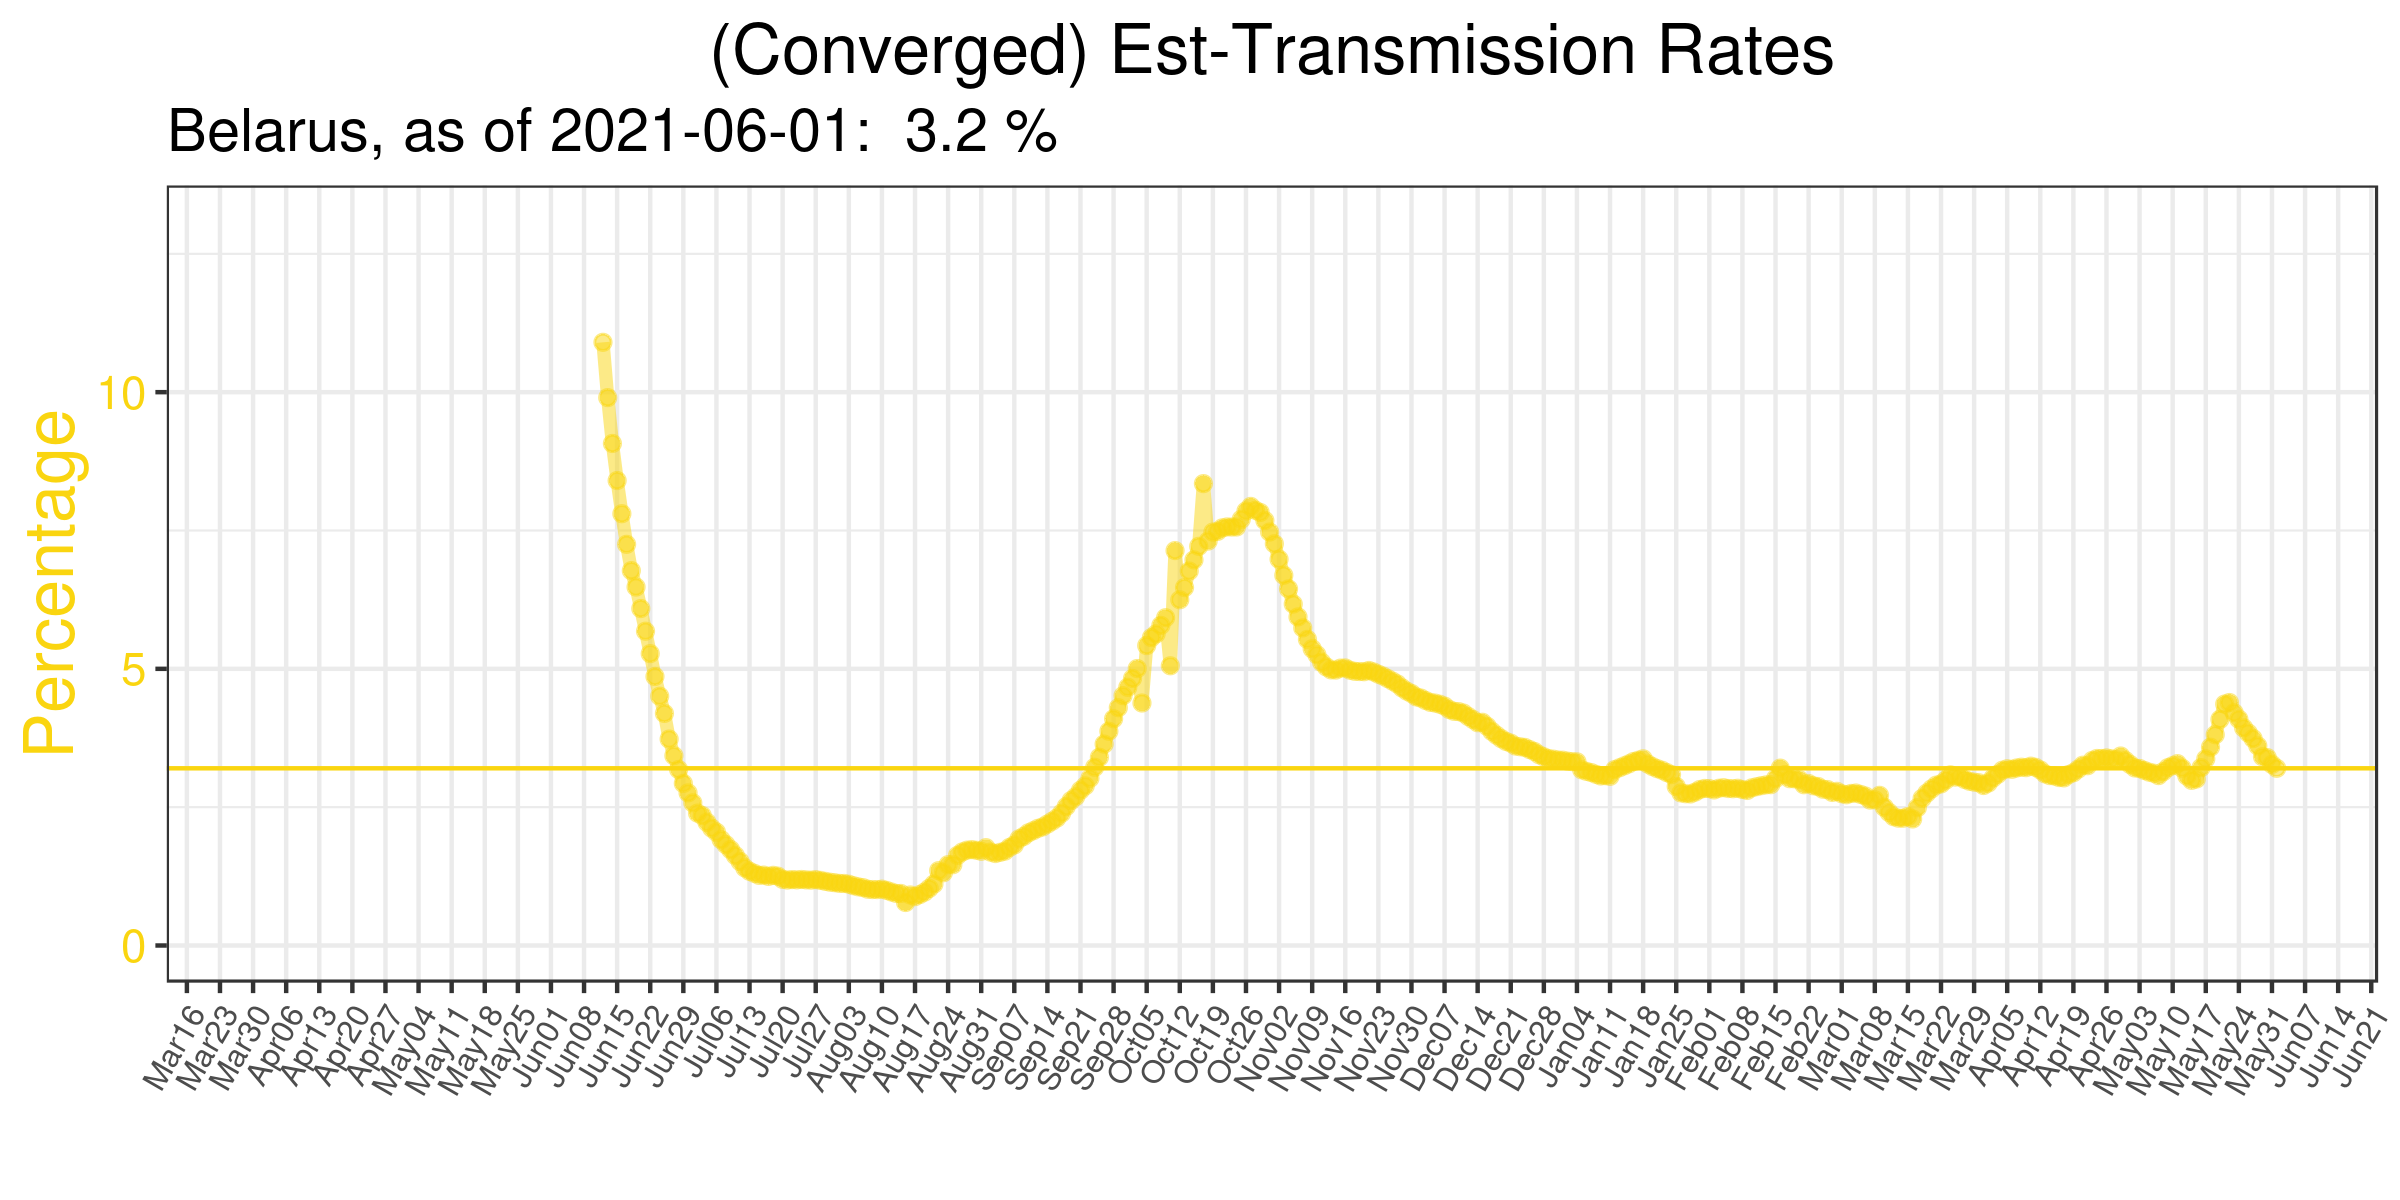 (Converged) Est-Transmission Rates
Belarus, as of 2021-06-01:  3.2 %
Percentage
10
5
0
Mar16
Mar23
Mar30
Apr06
Apr13
Apr20
Apr27
May04
May11
May18
May25
Jun01
Jun08
Jun15
Jun22
Jun29
Jul06
Jul13
Jul20
Jul27
Aug03
Aug10
Aug17
Aug24
Aug31
Sep07
Sep14
Sep21
Sep28
Oct05
Oct12
Oct19
Oct26
Nov02
Nov09
Nov16
Nov23
Nov30
Dec07
Dec14
Dec21
Dec28
Jan04
Jan11
Jan18
Jan25
Feb01
Feb08
Feb15
Feb22
Mar01
Mar08
Mar15
Mar22
Mar29
Apr05
Apr12
Apr19
Apr26
May03
May10
May17
May24
May31
Jun07
Jun14
Jun21